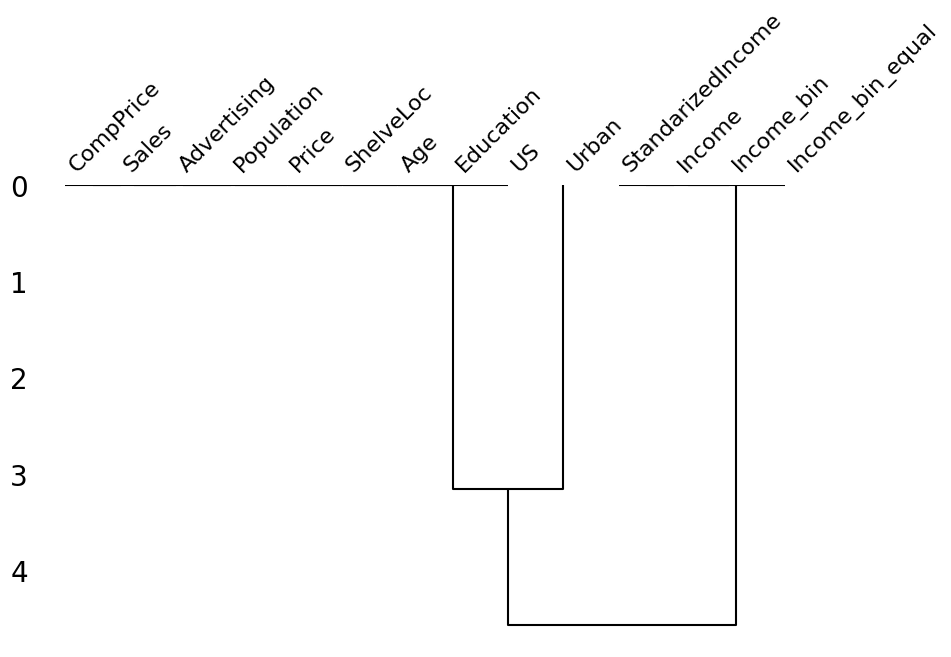 CompPrice
Sales
Advertising
Population
Price
ShelveLoc
Age
Education
US
Urban
StandarizedIncome
Income
Income_bin
Income_bin_equal
0
1
2
3
4